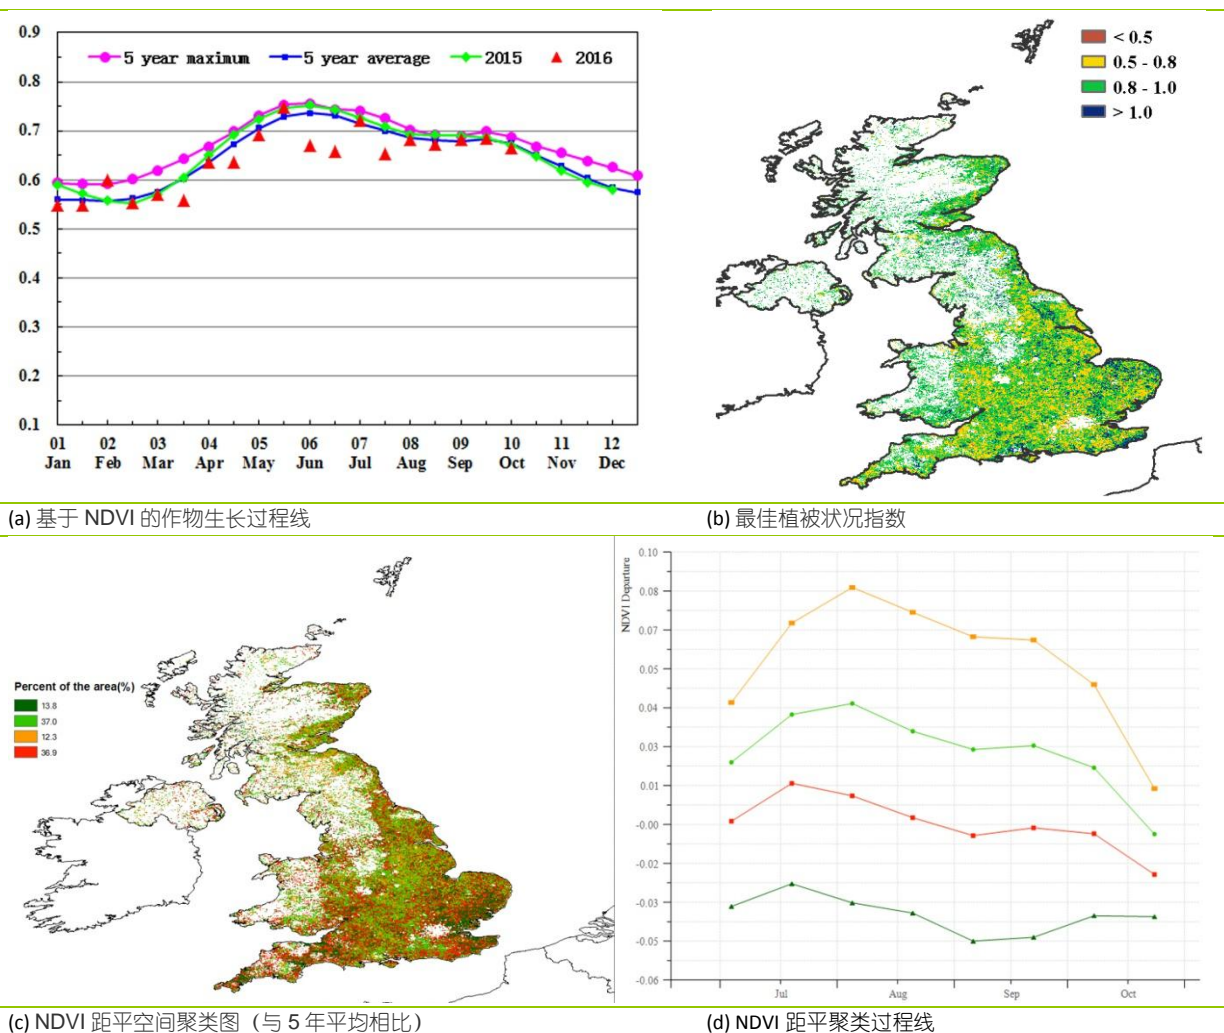 0.9
5 year maximum 5 year average 2015 2016
0.8
0.7
0.6
0.5
0.4
0.3
0.2
0.1
01 02 03 04 05 06 07 08 09 10 11 12
Jan Feb Mar Apr May Jun Jul Aug Sep Oct Nov Dec
< 0.5
0.5 - 0.8
0.8 - 1.0
> 1.0
(a) 基于 NDVI 的作物生长过程线
(b) 最佳植被状况指数
Percent of the area(%)
13.8
37.0
12.3
36.9
NDVI Departure
0.10
0.08
0.07
0.05
0.04
0.03
0.01
-0.00
-0.02
-0.03
-0.05
-0.06
Jul Aug Sep Oct
(c) NDVI 距平空间聚类图（与 5 年平均相比）
(d) NDVI 距平聚类过程线